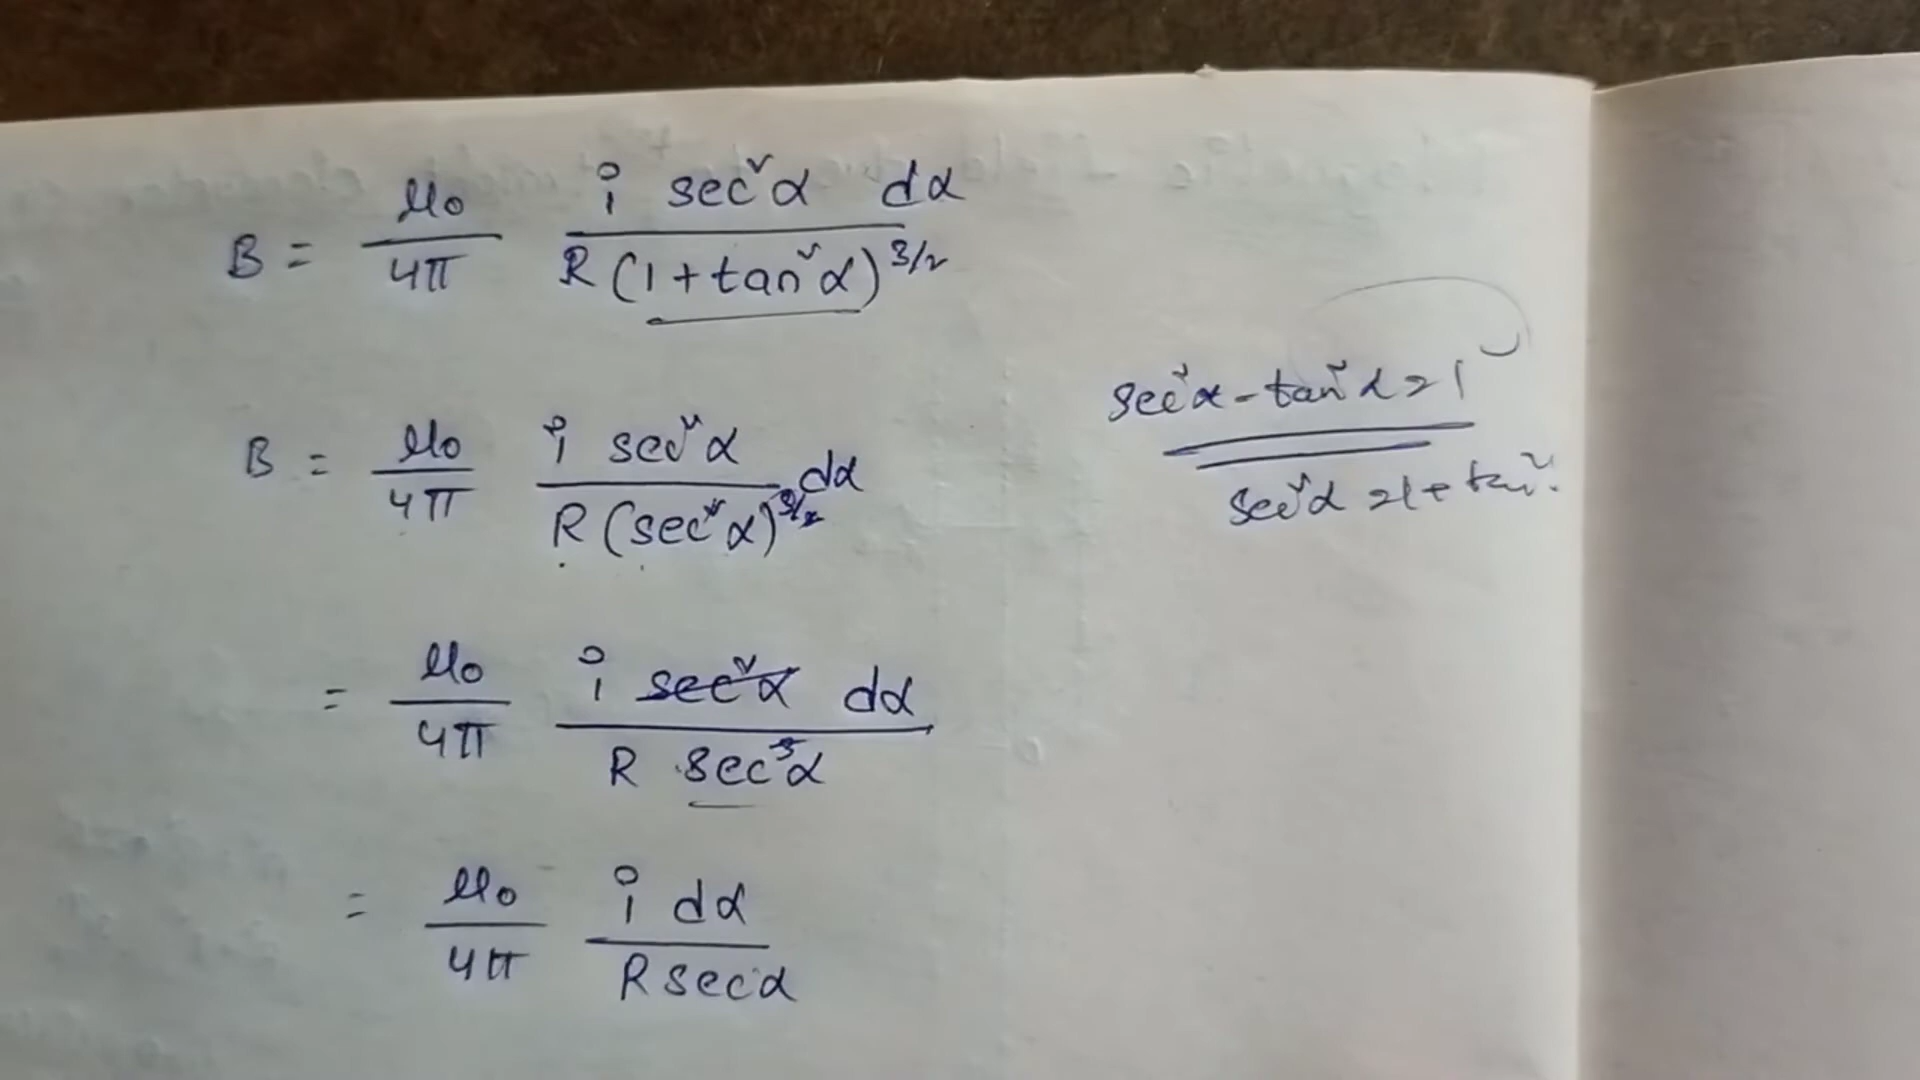 B = μ₀/4π i sec²α dα / R(1+tan²α)^3/2
B = μ₀/4π i sec²α / R(sec²α)^3/2 dα
sec²α - tan²α = 1
sec²α = 1 + tan²
= μ₀/4π i sec²α dα / R sec³α
= μ₀/4π i dα / R secα